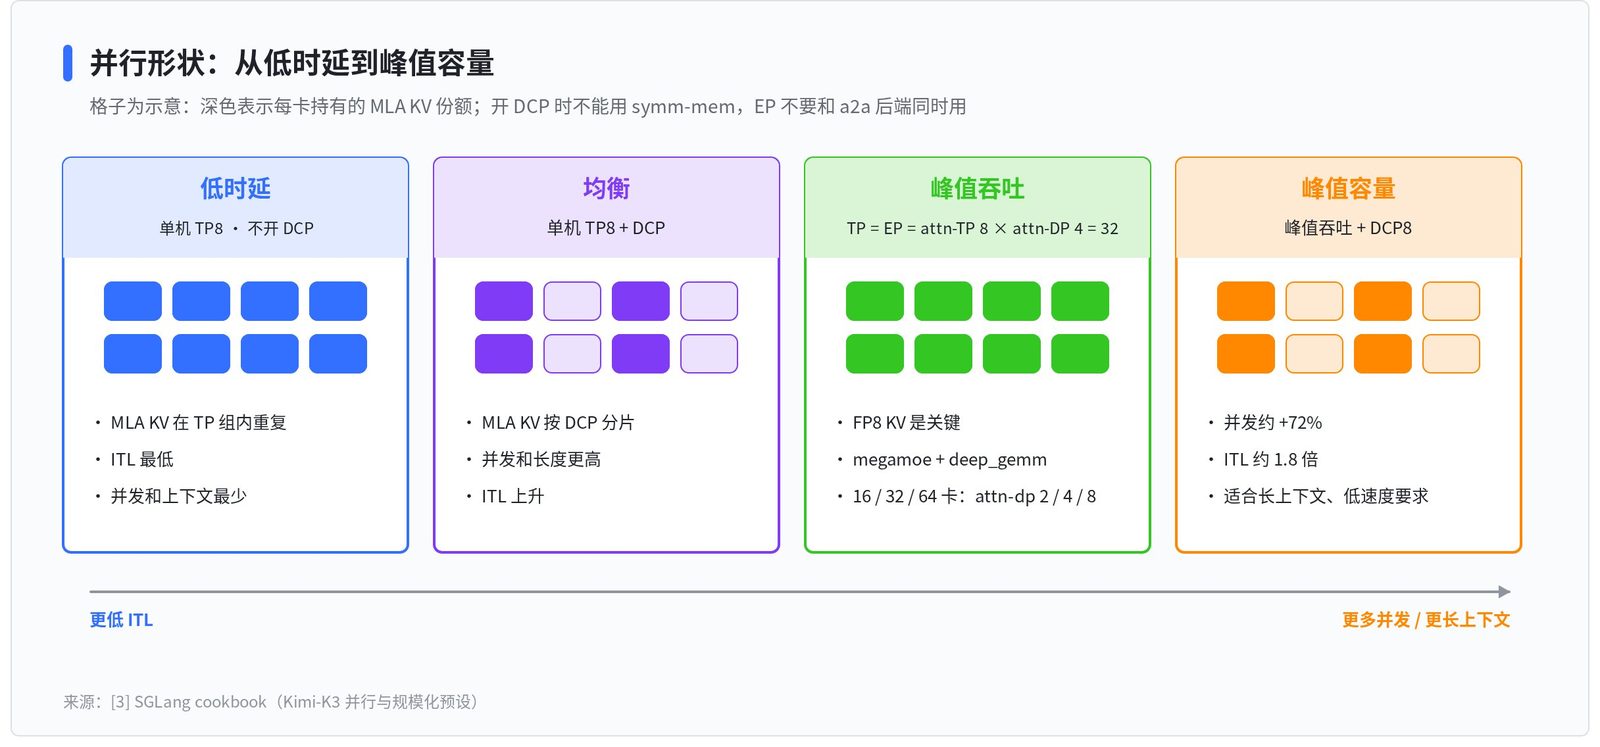 并行形状：从低时延到峰值容量
格子为示意：深色表示每卡持有的 MLA KV 份额；开 DCP 时不能用 symm-mem，EP 不要和 a2a 后端同时用
低时延
单机 TP8 · 不开 DCP
• MLA KV 在 TP 组内重复
• ITL 最低
• 并发和上下文最少
均衡
单机 TP8 + DCP
• MLA KV 按 DCP 分片
• 并发和长度更高
• ITL 上升
峰值吞吐
TP = EP = attn-TP 8 × attn-DP 4 = 32
• FP8 KV 是关键
• megamoe + deep_gemm
• 16 / 32 / 64 卡：attn-dp 2 / 4 / 8
峰值容量
峰值吞吐 + DCP8
• 并发约 +72%
• ITL 约 1.8 倍
• 适合长上下文、低速度要求
更低 ITL
更多并发 / 更长上下文
来源：[3] SGLang cookbook（Kimi-K3 并行与规模化预设）